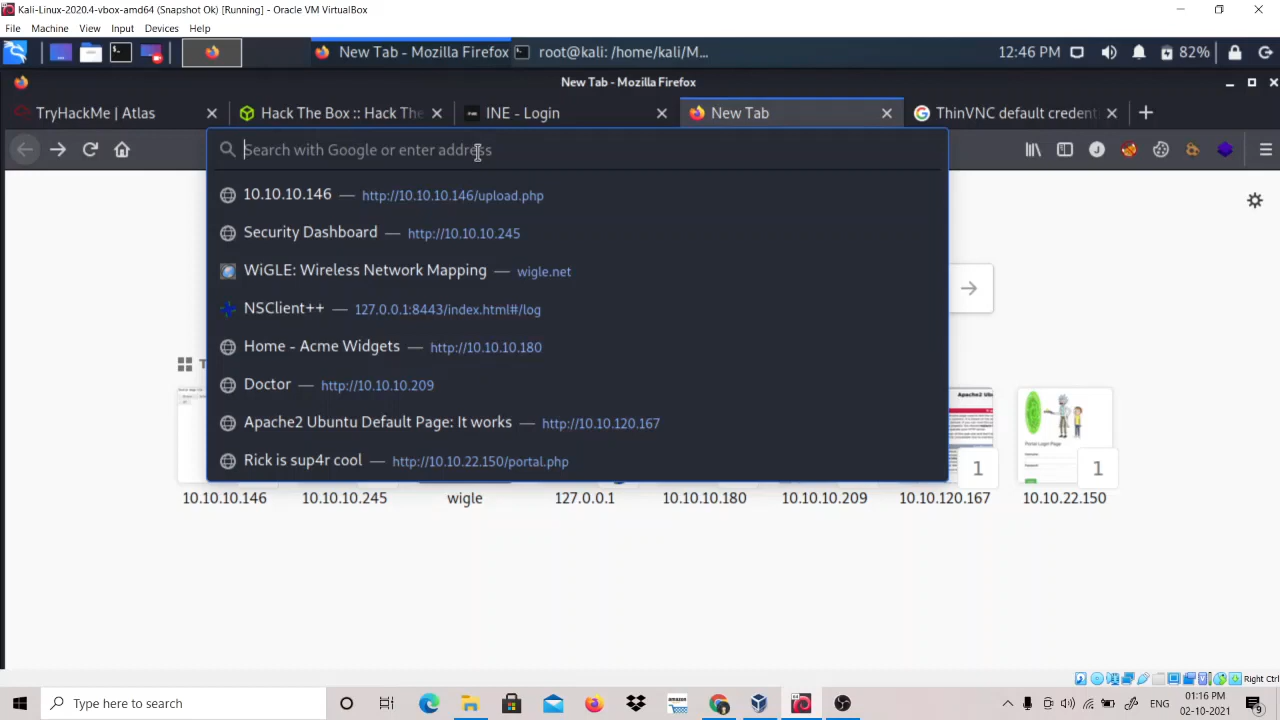 Kali-Linux-2020.4-vbox-amd64 (Snapshot Ok) [Running] - Oracle VM VirtualBox
File Machine View Input Devices Help
New Tab - Mozilla Firefox root@kali: /home/kali/M... 12:46 PM 82%
New Tab - Mozilla Firefox
TryHackMe | Atlas Hack The Box :: Hack The INE - Login New Tab ThinVNC default credent
Search with Google or enter address
10.10.10.146 — http://10.10.10.146/upload.php
Security Dashboard — http://10.10.10.245
WiGLE: Wireless Network Mapping — wigle.net
NSClient++ — 127.0.0.1:8443/index.html#/log
Home - Acme Widgets — http://10.10.10.180
Doctor — http://10.10.10.209
Apache2 Ubuntu Default Page: It works — http://10.10.120.167
Rick is sup4r cool — http://10.10.22.150/portal.php
Apache2 Ubu
Portal Login Page
1 1
10.10.10.146 10.10.10.245 wigle 127.0.0.1 10.10.10.180 10.10.10.209 10.10.120.167 10.10.22.150
Right Ctrl
Type here to search
ENG
01:16 PM
02-10-2021
9